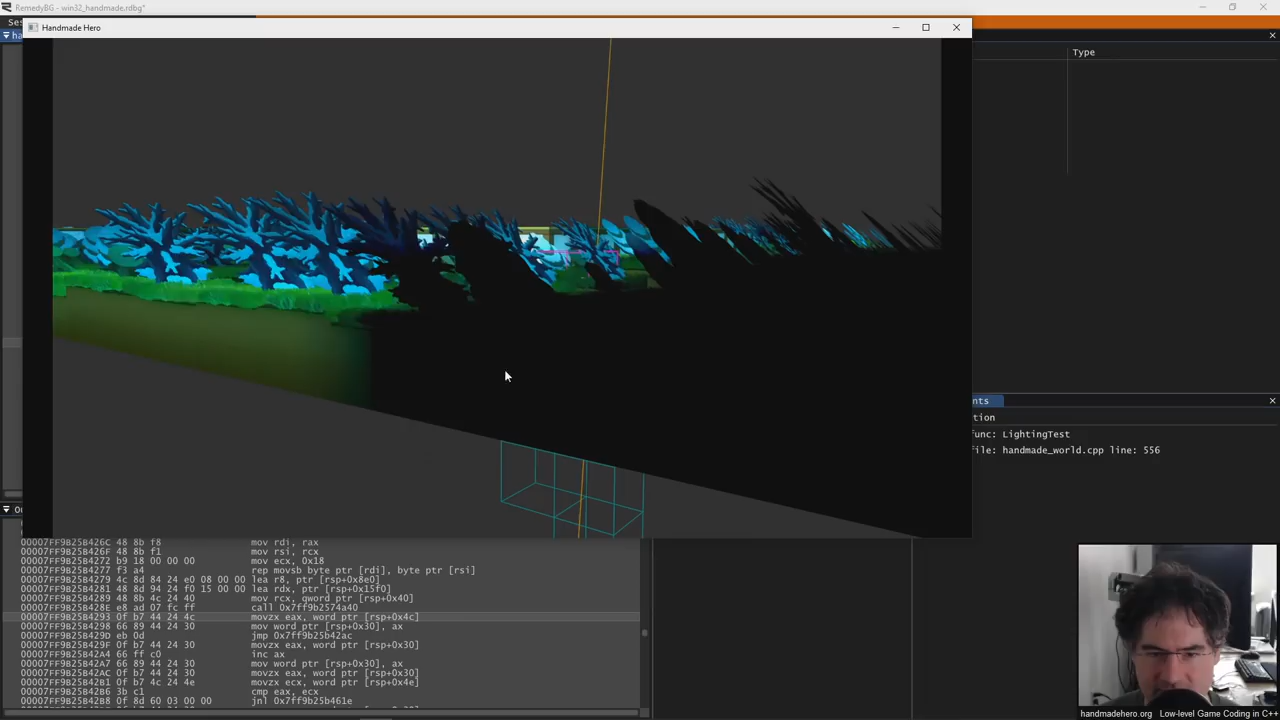 RemedyBG - win32_handmade.rdbg*
Handmade Hero
Type
func: LightingTest
file: handmade_world.cpp line: 556
00007FF9B25B426C 48 8b f8 mov rdi, rax
00007FF9B25B426F 48 8b f1 mov rsi, rcx
00007FF9B25B4272 b9 18 00 00 00 mov ecx, 0x18
00007FF9B25B4277 f3 a4 rep movsb byte ptr [rdi], byte ptr [rsi]
00007FF9B25B4279 4c 8d 84 24 e0 08 00 00 lea r8, ptr [rsp+0x8e0]
00007FF9B25B4281 48 8d 94 24 f0 15 00 00 lea rdx, ptr [rsp+0x15f0]
00007FF9B25B4289 48 8b 4c 24 40 mov rcx, qword ptr [rsp+0x40]
00007FF9B25B428E e8 ad 07 fc ff call 0x7ff9b2574a40
00007FF9B25B4293 0f b7 44 24 4c movzx eax, word ptr [rsp+0x4c]
00007FF9B25B4298 66 89 44 24 30 mov word ptr [rsp+0x30], ax
00007FF9B25B429D eb 0d jmp 0x7ff9b25b42ac
00007FF9B25B429F 0f b7 44 24 30 movzx eax, word ptr [rsp+0x30]
00007FF9B25B42A4 66 ff c0 inc ax
00007FF9B25B42A7 66 89 44 24 30 mov word ptr [rsp+0x30], ax
00007FF9B25B42AC 0f b7 44 24 30 movzx eax, word ptr [rsp+0x30]
00007FF9B25B42B1 0f b7 4c 24 4e movzx ecx, word ptr [rsp+0x4e]
00007FF9B25B42B6 3b c1 cmp eax, ecx
00007FF9B25B42B8 0f 8d 60 03 00 00 jnl 0x7ff9b25b461e
handmadehero.org Low-level Game Coding in C++